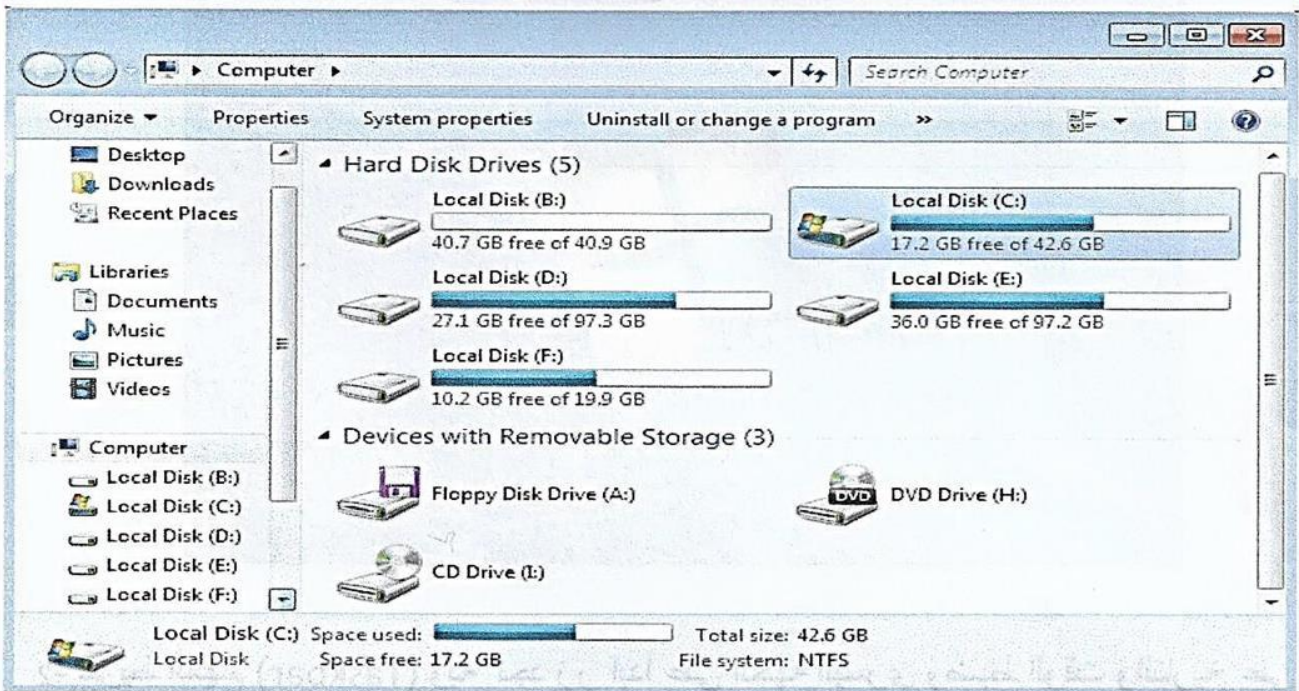 Computer
Search Computer
Organize Properties System properties Uninstall or change a program »
Desktop
Downloads
Recent Places
Libraries
Documents
Music
Pictures
Videos
Computer
Local Disk (B:)
Local Disk (C:)
Local Disk (D:)
Local Disk (E:)
Local Disk (F:)
Hard Disk Drives (5)
Local Disk (B:)
40.7 GB free of 40.9 GB
Local Disk (C:)
17.2 GB free of 42.6 GB
Local Disk (D:)
27.1 GB free of 97.3 GB
Local Disk (E:)
36.0 GB free of 97.2 GB
Local Disk (F:)
10.2 GB free of 19.9 GB
Devices with Removable Storage (3)
Floppy Disk Drive (A:)
DVD
DVD Drive (H:)
CD Drive (I:)
Local Disk (C:) Space used: Total size: 42.6 GB
Local Disk Space free: 17.2 GB File system: NTFS